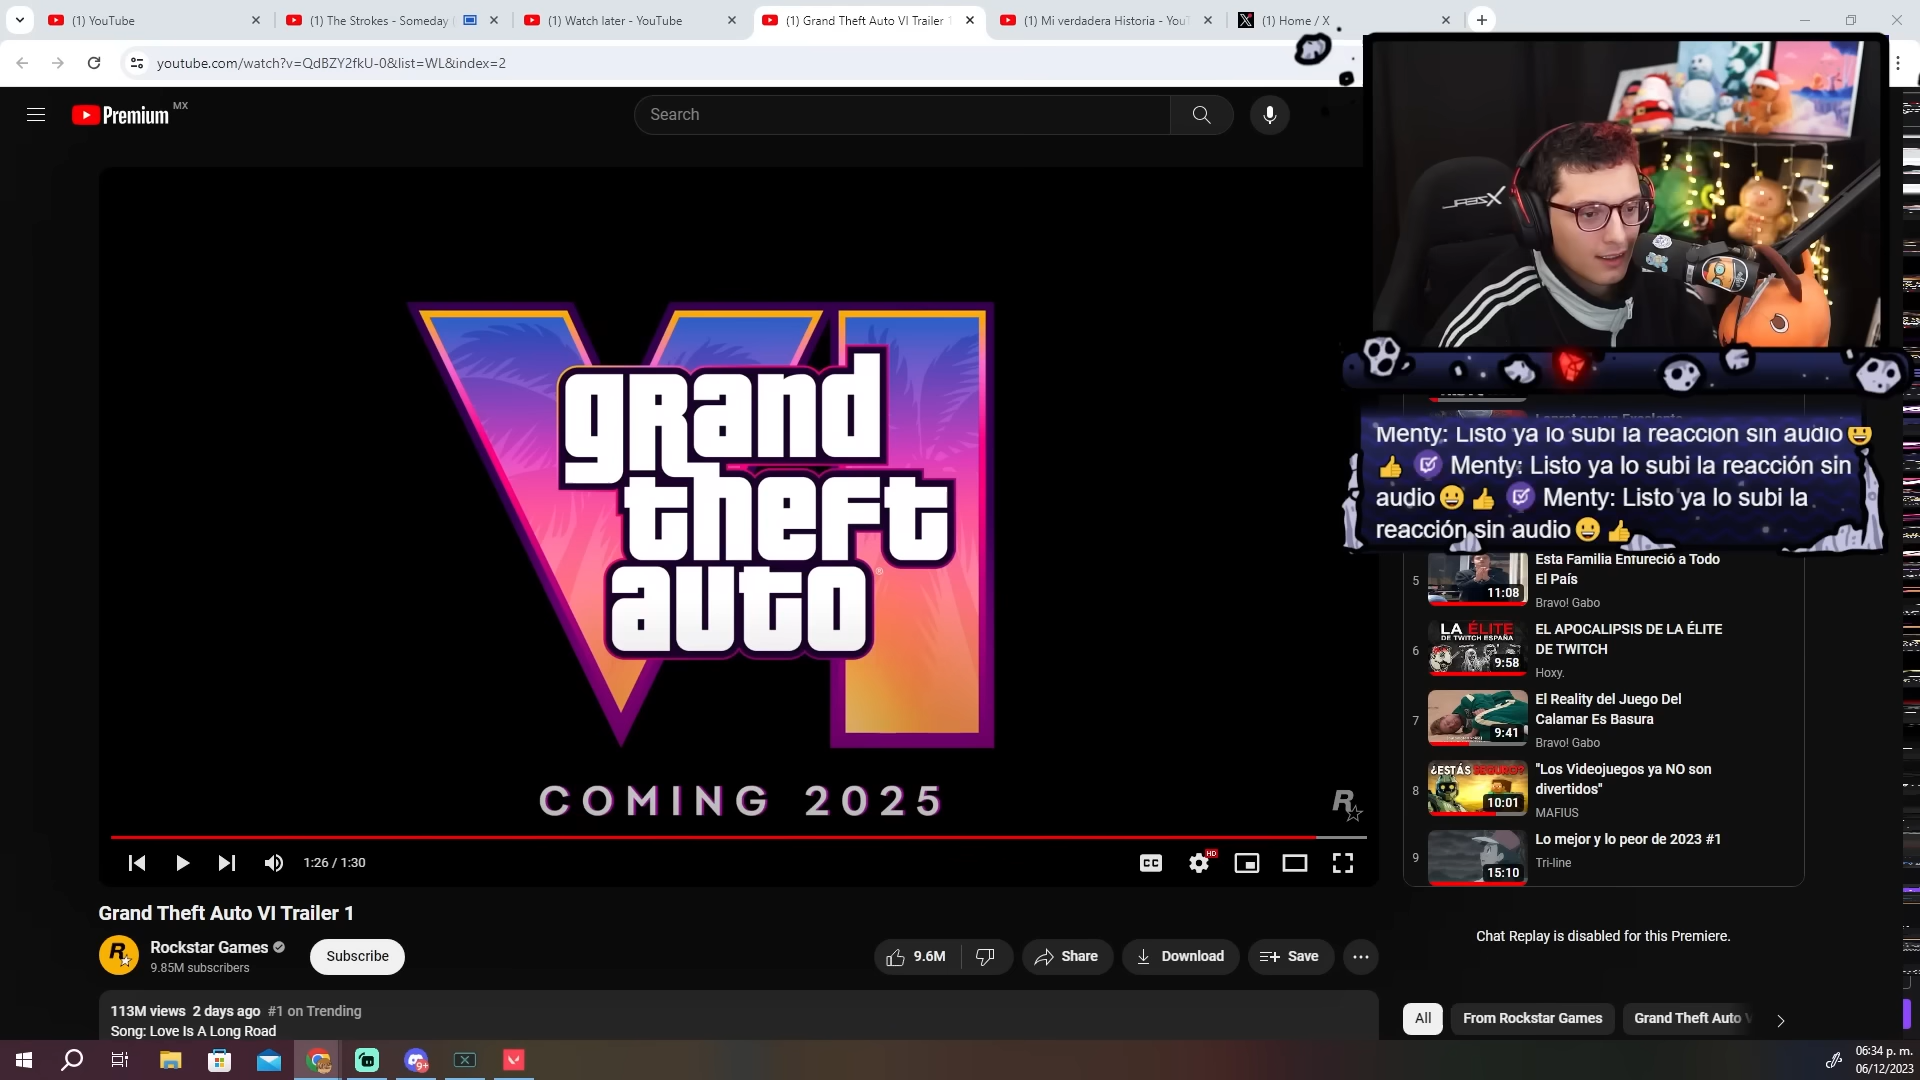 (1) YouTube
(1) The Strokes - Someday
(1) Watch later - YouTube
(1) Grand Theft Auto VI Trailer
(1) Mi verdadera Historia - YouT
(1) Home / X
youtube.com/watch?v=QdBZY2fkU-0&list=WL&index=2
Premium MX
Search
VI
grand
theft
auto
®
COMING 2025
R
1:26 / 1:30
CC
HD
Menty: Listo ya lo subi la reacción sin audio😀
👍 Menty: Listo ya lo subi la reacción sin
audio😀👍 Menty: Listo ya lo subi la
reacción sin audio😀👍
5
11:08
Esta Familia Enfureció a Todo
El País
Bravo! Gabo
6
LA ÉLITE
DE TWITCH ESPAÑA
9:58
EL APOCALIPSIS DE LA ÉLITE
DE TWITCH
Hoxy.
7
9:41
El Reality del Juego Del
Calamar Es Basura
Bravo! Gabo
8
¿ESTÁS SEGURO?
10:01
"Los Videojuegos ya NO son
divertidos"
MAFIUS
9
15:10
Lo mejor y lo peor de 2023 #1
Tri-line
Grand Theft Auto VI Trailer 1
Rockstar Games
9.85M subscribers
Subscribe
9.6M
Share
Download
Save
Chat Replay is disabled for this Premiere.
113M views 2 days ago #1 on Trending
Song: Love Is A Long Road
All
From Rockstar Games
Grand Theft Auto V
9+
06:34 p. m.
06/12/2023